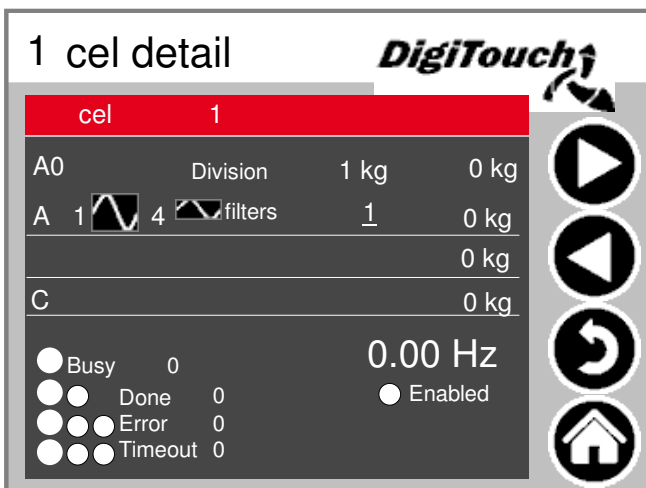 1 cel detail
DigiTouch
cel 1
A0 Division 1 kg 0 kg
A 1 4 filters 1 0 kg
0 kg
C 0 kg
Busy 0
0.00 Hz
Done 0
Enabled
Error 0
Timeout 0